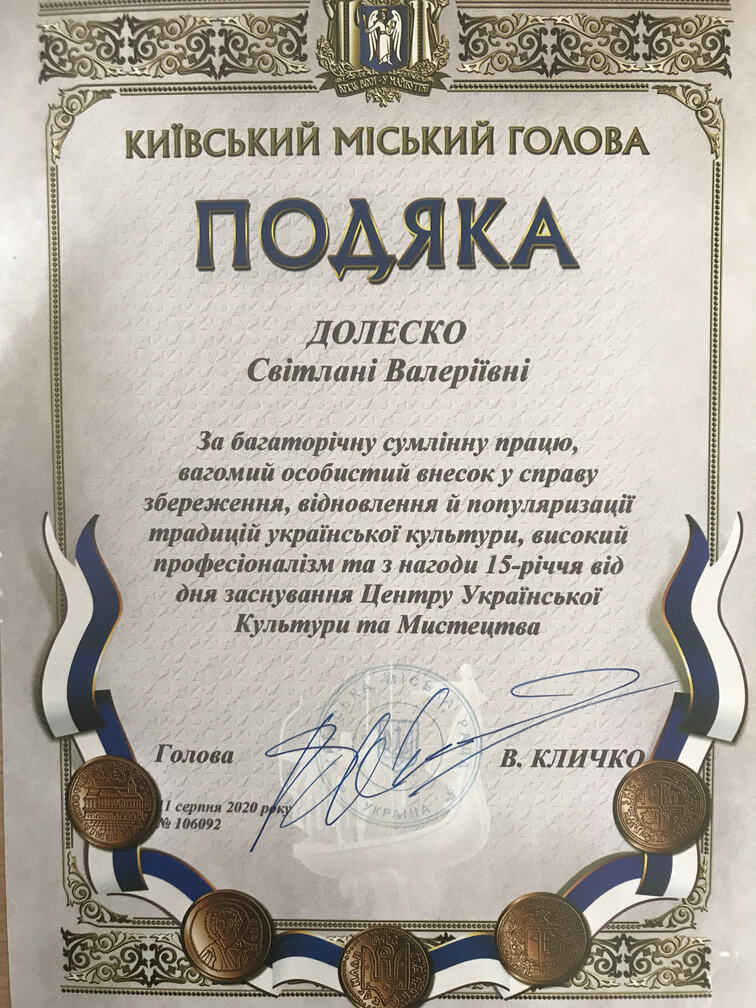 КИЇВСЬКИЙ МІСЬКИЙ ГОЛОВА
ПОДЯКА
ДОЛЕСКО
Світлані Валеріївні
За багаторічну сумлінну працю,
вагомий особистий внесок у справу
збереження, відновлення й популяризації
традицій української культури, високий
професіоналізм та з нагоди 15-річчя від
дня заснування Центру Української
Культури та Мистецтва
Голова
В. КЛИЧКО
11 серпня 2020 року
№ 106092
УКРАЇНА